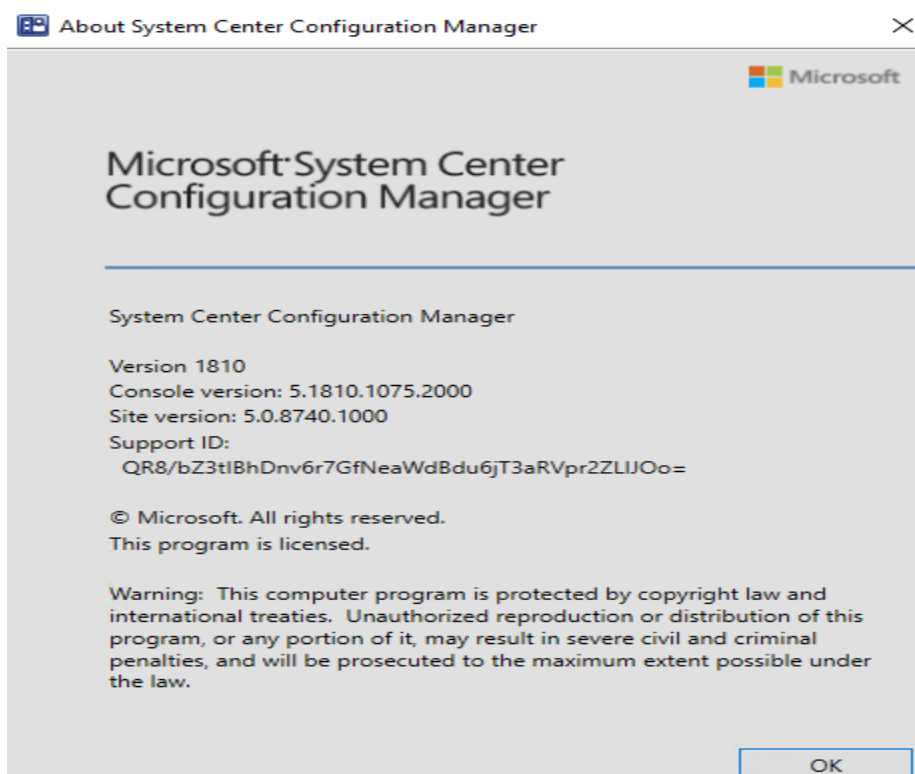 About System Center Configuration Manager
Microsoft
Microsoft System Center
Configuration Manager
System Center Configuration Manager
Version 1810
Console version: 5.1810.1075.2000
Site version: 5.0.8740.1000
Support ID:
QR8/bZ3tIBhDnv6r7GfNeaWdBdu6jT3aRVpr2ZLIJOo=
© Microsoft. All rights reserved.
This program is licensed.
Warning: This computer program is protected by copyright law and
international treaties. Unauthorized reproduction or distribution of this
program, or any portion of it, may result in severe civil and criminal
penalties, and will be prosecuted to the maximum extent possible under
the law.
OK